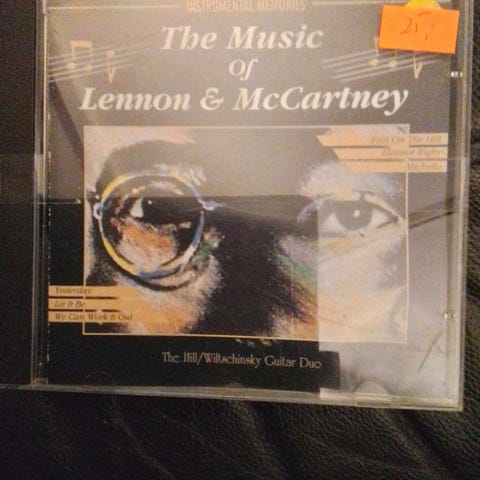 INSTRUMENTAL MEMORIES
25,-
The Music
Of
Lennon & McCartney
Fool On The Hill
Eleanor Rigby
Michelle
Yesterday
Let It Be
We Can Work It Out
The Hill/Wiltschinsky Guitar Duo